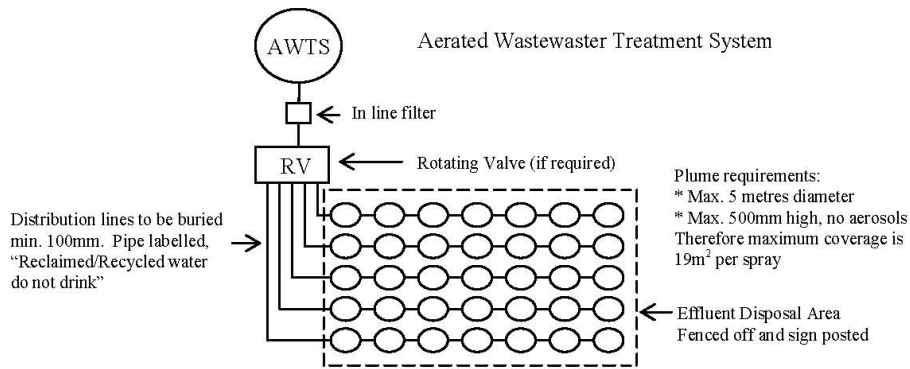 AWTS
Aerated Wastewaster Treatment System
In line filter
RV
Rotating Valve (if required)
Plume requirements:
* Max. 5 metres diameter
* Max. 500mm high, no aerosols
Therefore maximum coverage is
19m² per spray
Distribution lines to be buried
min. 100mm. Pipe labelled,
“Reclaimed/Recycled water
do not drink”
Effluent Disposal Area
Fenced off and sign posted